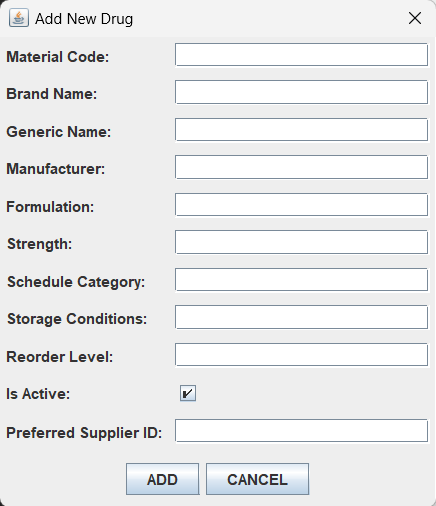 Add New Drug
Material Code:
Brand Name:
Generic Name:
Manufacturer:
Formulation:
Strength:
Schedule Category:
Storage Conditions:
Reorder Level:
Is Active:
Preferred Supplier ID:
ADD CANCEL